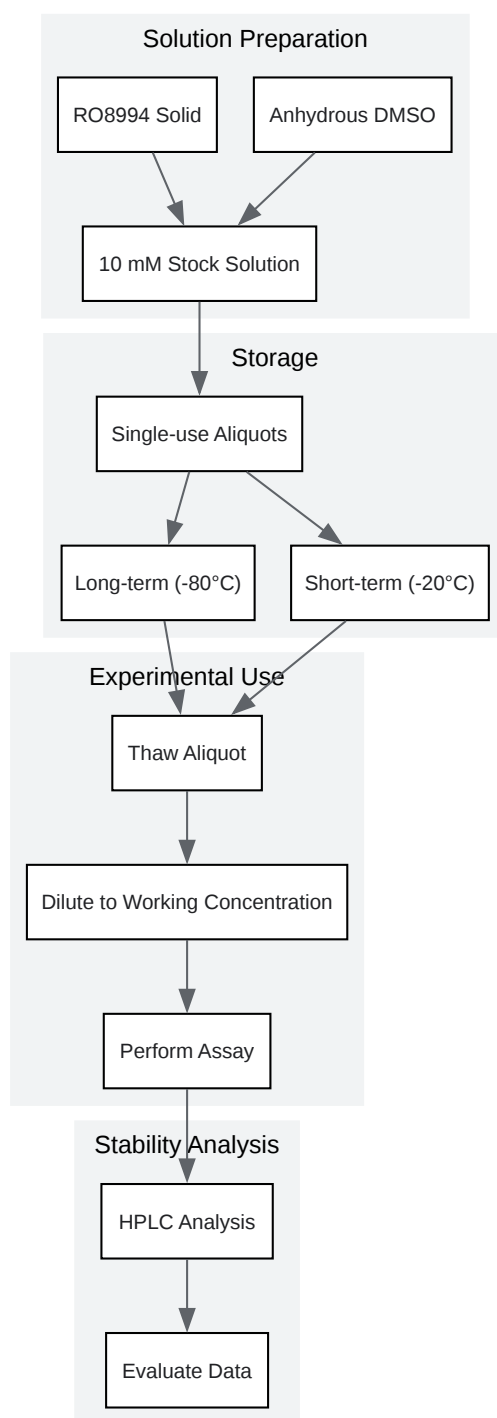 Solution Preparation
RO8994 Solid
Anhydrous DMSO
10 mM Stock Solution
Storage
Single-use Aliquots
Long-term (-80°C)
Short-term (-20°C)
Experimental Use
Thaw Aliquot
Dilute to Working Concentration
Perform Assay
Stability Analysis
HPLC Analysis
Evaluate Data